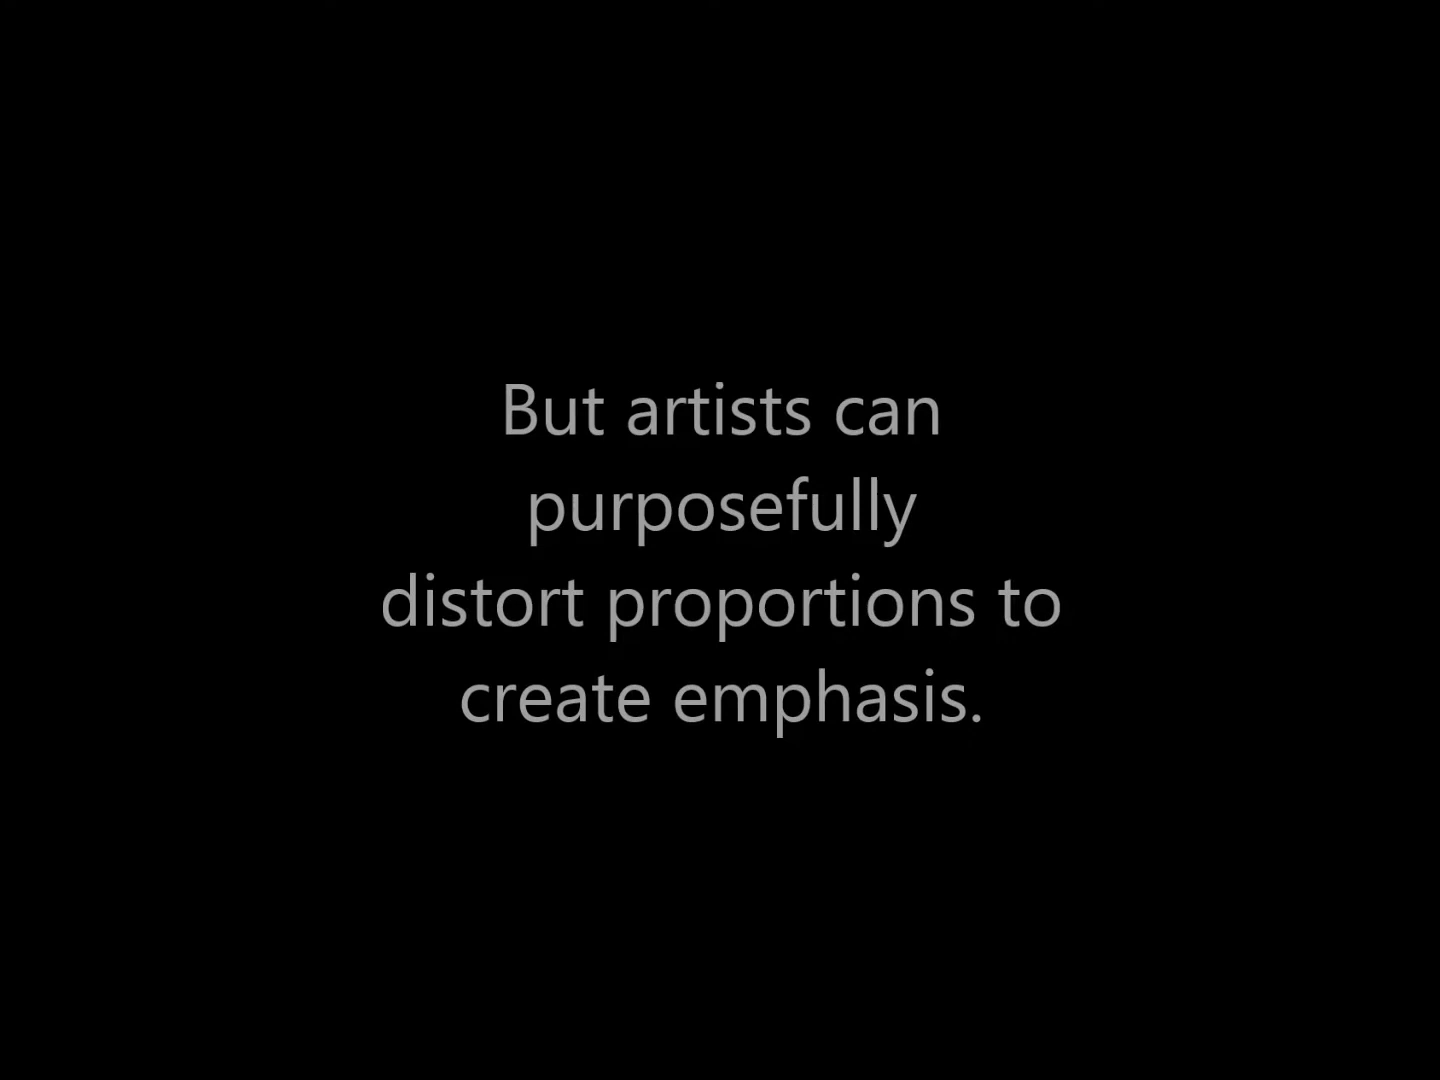 But artists can
purposefully
distort proportions to
create emphasis.